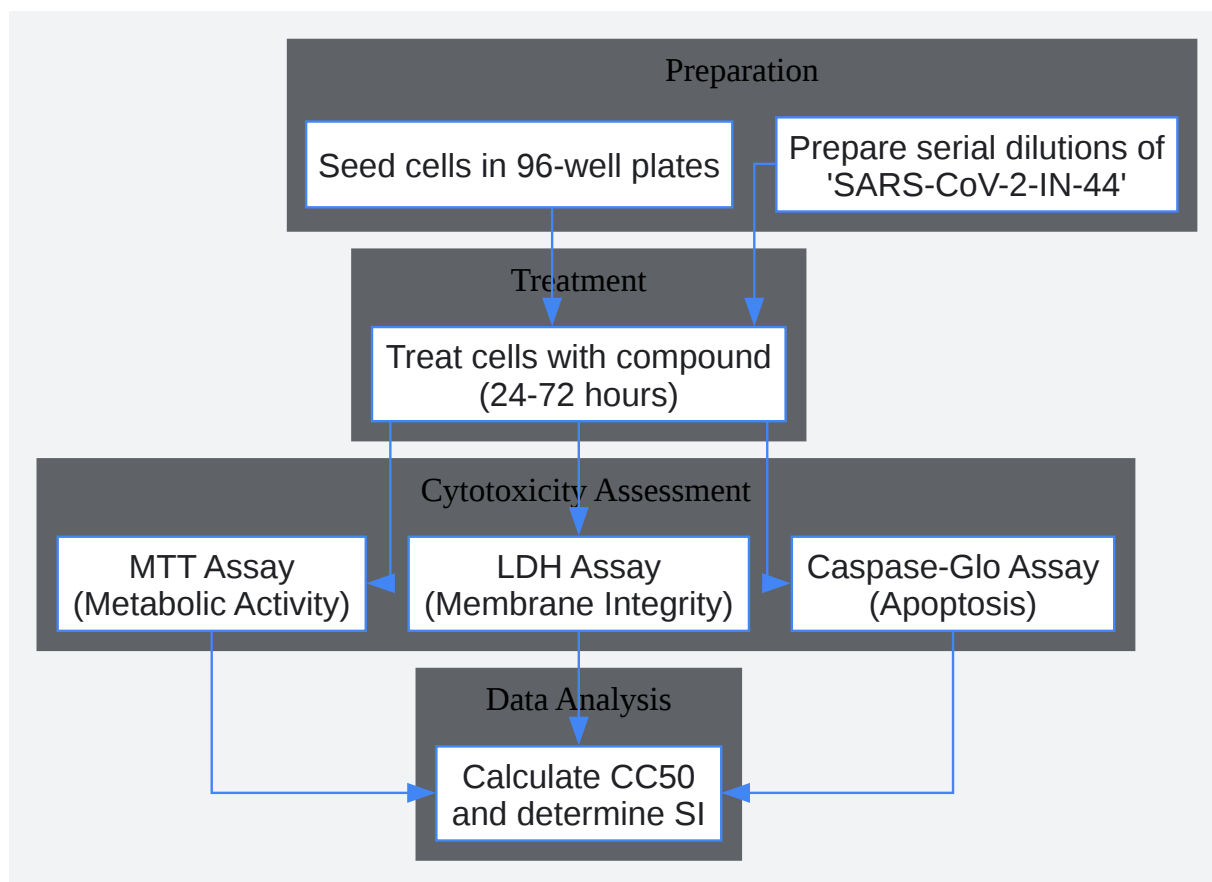 Preparation
Seed cells in 96-well plates
Prepare serial dilutions of
'SARS-CoV-2-IN-44'
Treatment
Treat cells with compound
(24-72 hours)
Cytotoxicity Assessment
MTT Assay
(Metabolic Activity)
LDH Assay
(Membrane Integrity)
Caspase-Glo Assay
(Apoptosis)
Data Analysis
Calculate CC50
and determine SI